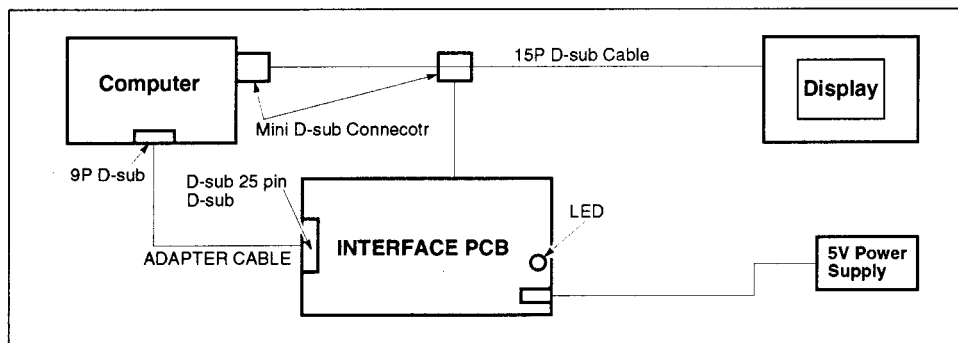 Computer
15P D-sub Cable
Display
Mini D-sub Connecotr
9P D-sub
D-sub 25 pin
D-sub
LED
INTERFACE PCB
ADAPTER CABLE
5V Power
Supply